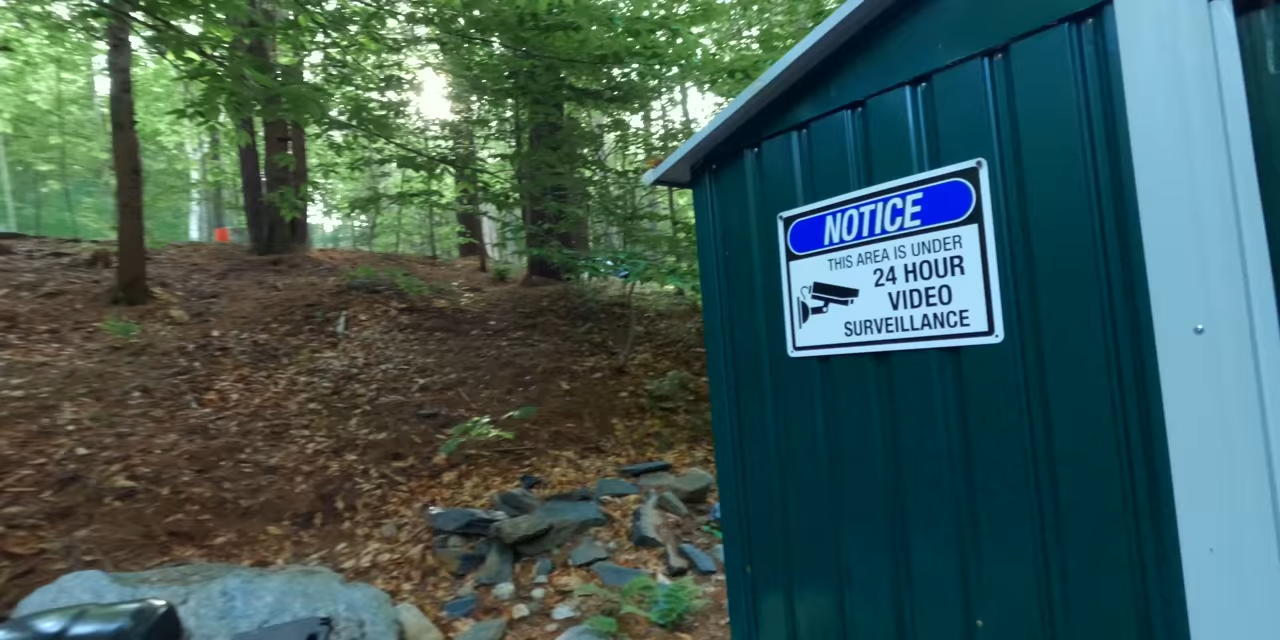 NOTICE
THIS AREA IS UNDER
24 HOUR
VIDEO
SURVEILLANCE